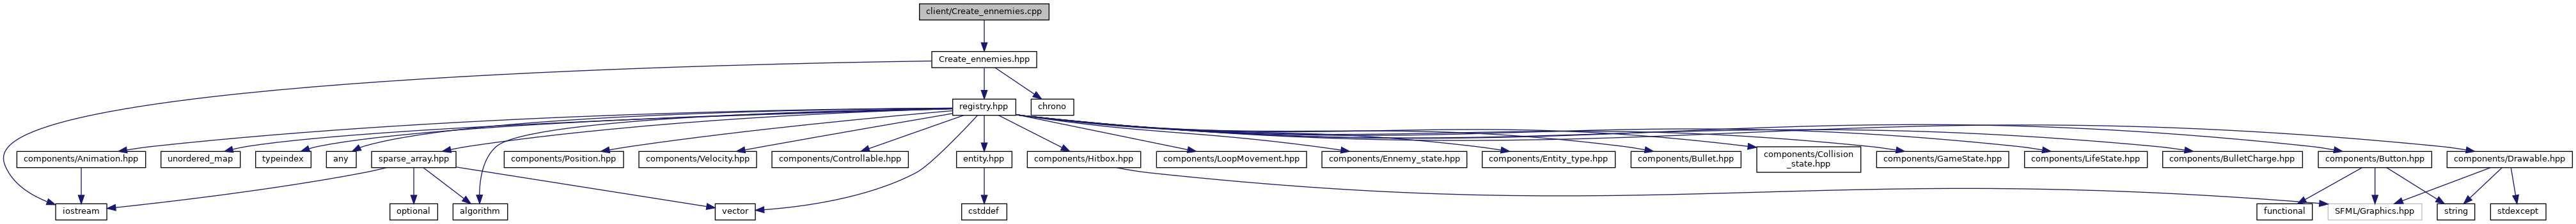 client/Create_ennemies.cpp
Create_ennemies.hpp
registry.hpp
chrono
components/Animation.hpp
unordered_map
typeindex
any
sparse_array.hpp
components/Position.hpp
components/Velocity.hpp
components/Controllable.hpp
entity.hpp
components/Hitbox.hpp
components/LoopMovement.hpp
components/Ennemy_state.hpp
components/Entity_type.hpp
components/Bullet.hpp
components/Collision
_state.hpp
components/GameState.hpp
components/LifeState.hpp
components/BulletCharge.hpp
components/Button.hpp
components/Drawable.hpp
iostream
optional
algorithm
vector
cstddef
functional
SFML/Graphics.hpp
string
stdexcept